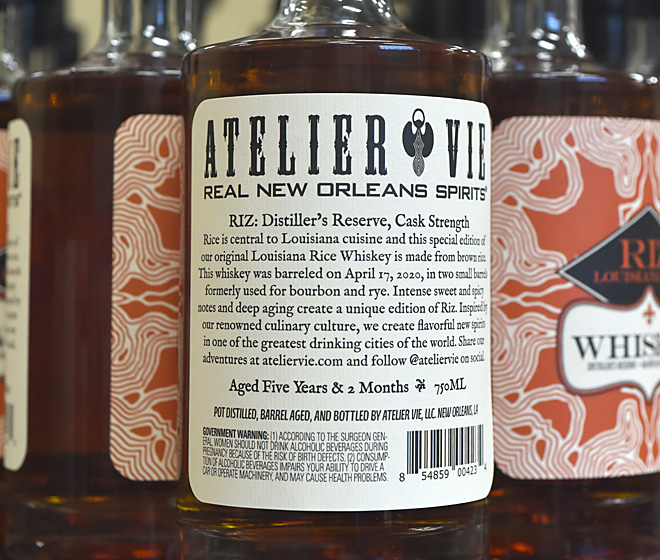 ATELIER VIE
REAL NEW ORLEANS SPIRITS®
RIZ: Distiller's Reserve, Cask Strength
Rice is central to Louisiana cuisine and this special edition of
our original Louisiana Rice Whiskey is made from brown rice.
This whiskey was barreled on April 17, 2020, in two small barrels
formerly used for bourbon and rye. Intense sweet and spicy
notes and deep aging create a unique edition of Riz. Inspired by
our renowned culinary culture, we create flavorful new spirits
in one of the greatest drinking cities of the world. Share our
adventures at ateliervie.com and follow @ateliervie on social.
Aged Five Years & 2 Months 750ML
POT DISTILLED, BARREL AGED, AND BOTTLED BY ATELIER VIE, LLC. NEW ORLEANS, LA
GOVERNMENT WARNING: (1) ACCORDING TO THE SURGEON GEN-
ERAL WOMEN SHOULD NOT DRINK ALCOHOLIC BEVERAGES DURING
PREGNANCY BECAUSE OF THE RISK OF BIRTH DEFECTS. (2) CONSUMP-
TION OF ALCOHOLIC BEVERAGES IMPAIRS YOUR ABILITY TO DRIVE A
CAR OR OPERATE MACHINERY, AND MAY CAUSE HEALTH PROBLEMS.
8 54859 00423 4
RIZ
LOUISIANA
WHIS